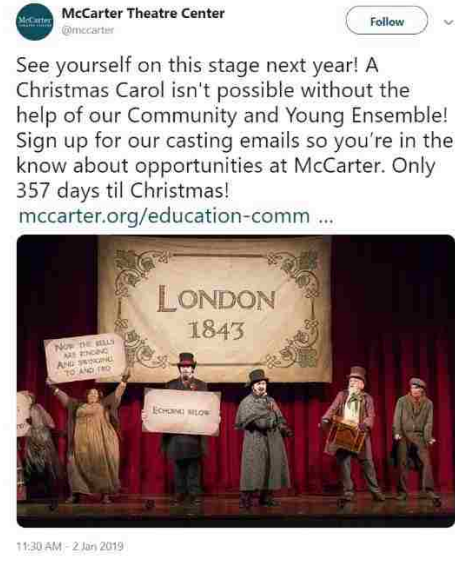 McCarter
McCarter Theatre Center
@mccarter
Follow
See yourself on this stage next year! A
Christmas Carol isn't possible without the
help of our Community and Young Ensemble!
Sign up for our casting emails so you're in the
know about opportunities at McCarter. Only
357 days til Christmas!
mccarter.org/education-comm ...
LONDON
1843
NOW THE BELLS
ARE RINGING
AND SWINGING
TO AND FRO
ECHOING BELOW
11:30 AM - 2 Jan 2019